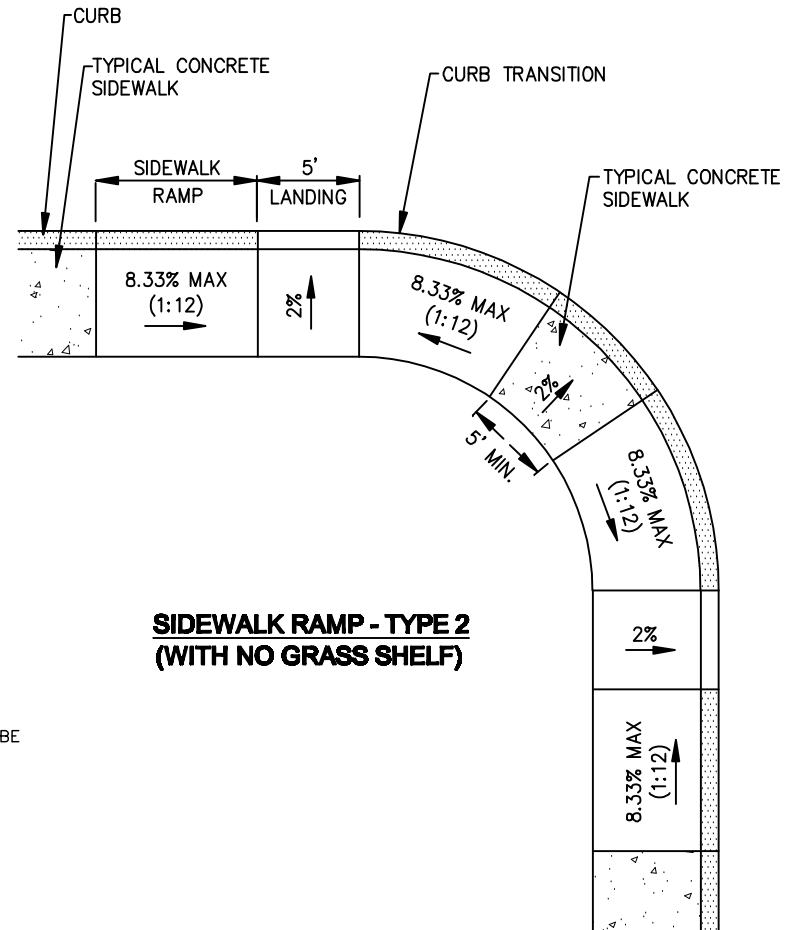 CURB
TYPICAL CONCRETE
SIDEWALK
CURB TRANSITION
SIDEWALK
RAMP
5'
LANDING
TYPICAL CONCRETE
SIDEWALK
8.33% MAX
(1:12)
2%
8.33% MAX
(1:12)
2%
5' MIN.
8.33% MAX
(1:12)
SIDEWALK RAMP - TYPE 2
(WITH NO GRASS SHELF)
2%
BE
8.33% MAX
(1:12)